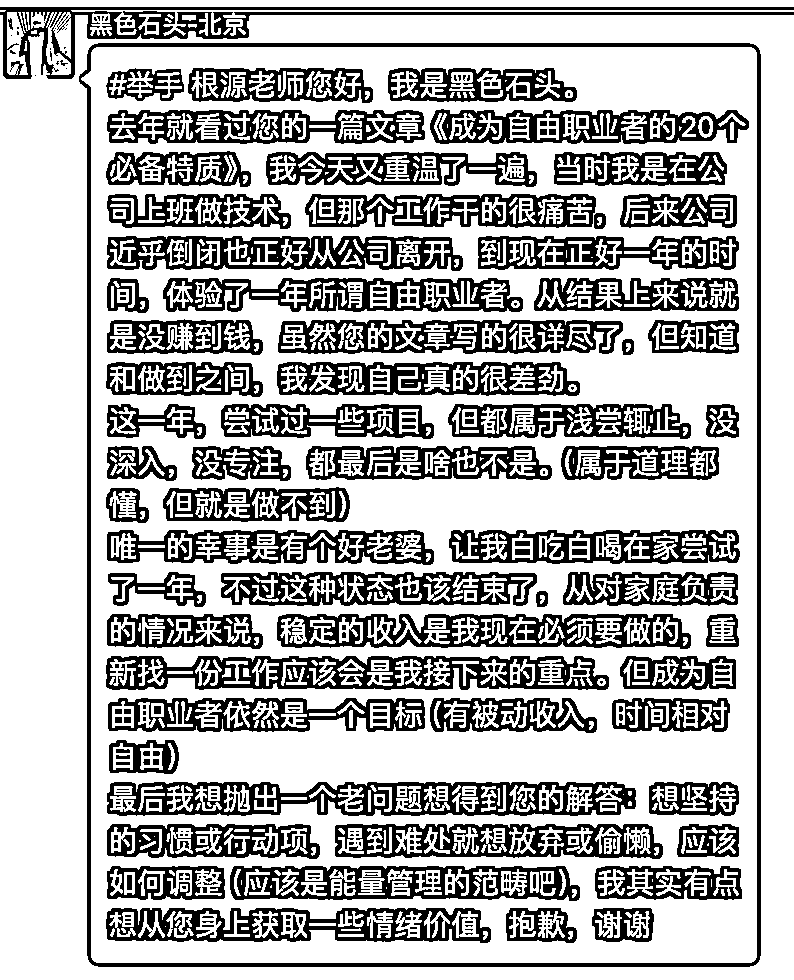 黑色石头-北京
#举手 根源老师您好，我是黑色石头。
去年就看过您的一篇文章《成为自由职业者的20个
必备特质》，我今天又重温了一遍，当时我是在公
司上班做技术，但那个工作干的很痛苦，后来公司
近乎倒闭也正好从公司离开，到现在正好一年的时
间，体验了一年所谓自由职业者。从结果上来说就
是没赚到钱，虽然您的文章写的很详尽了，但知道
和做到之间，我发现自己真的很差劲。
这一年，尝试过一些项目，但都属于浅尝辄止，没
深入，没专注，都最后是啥也不是。（属于道理都
懂，但就是做不到）
唯一的幸事是有个好老婆，让我白吃白喝在家尝试
了一年，不过这种状态也该结束了，从对家庭负责
的情况来说，稳定的收入是我现在必须要做的，重
新找一份工作应该会是我接下来的重点。但成为自
由职业者依然是一个目标（有被动收入，时间相对
自由）
最后我想抛出一个老问题想得到您的解答：想坚持
的习惯或行动项，遇到难处就想放弃或偷懒，应该
如何调整（应该是能量管理的范畴吧），我其实有点
想从您身上获取一些情绪价值，抱歉，谢谢